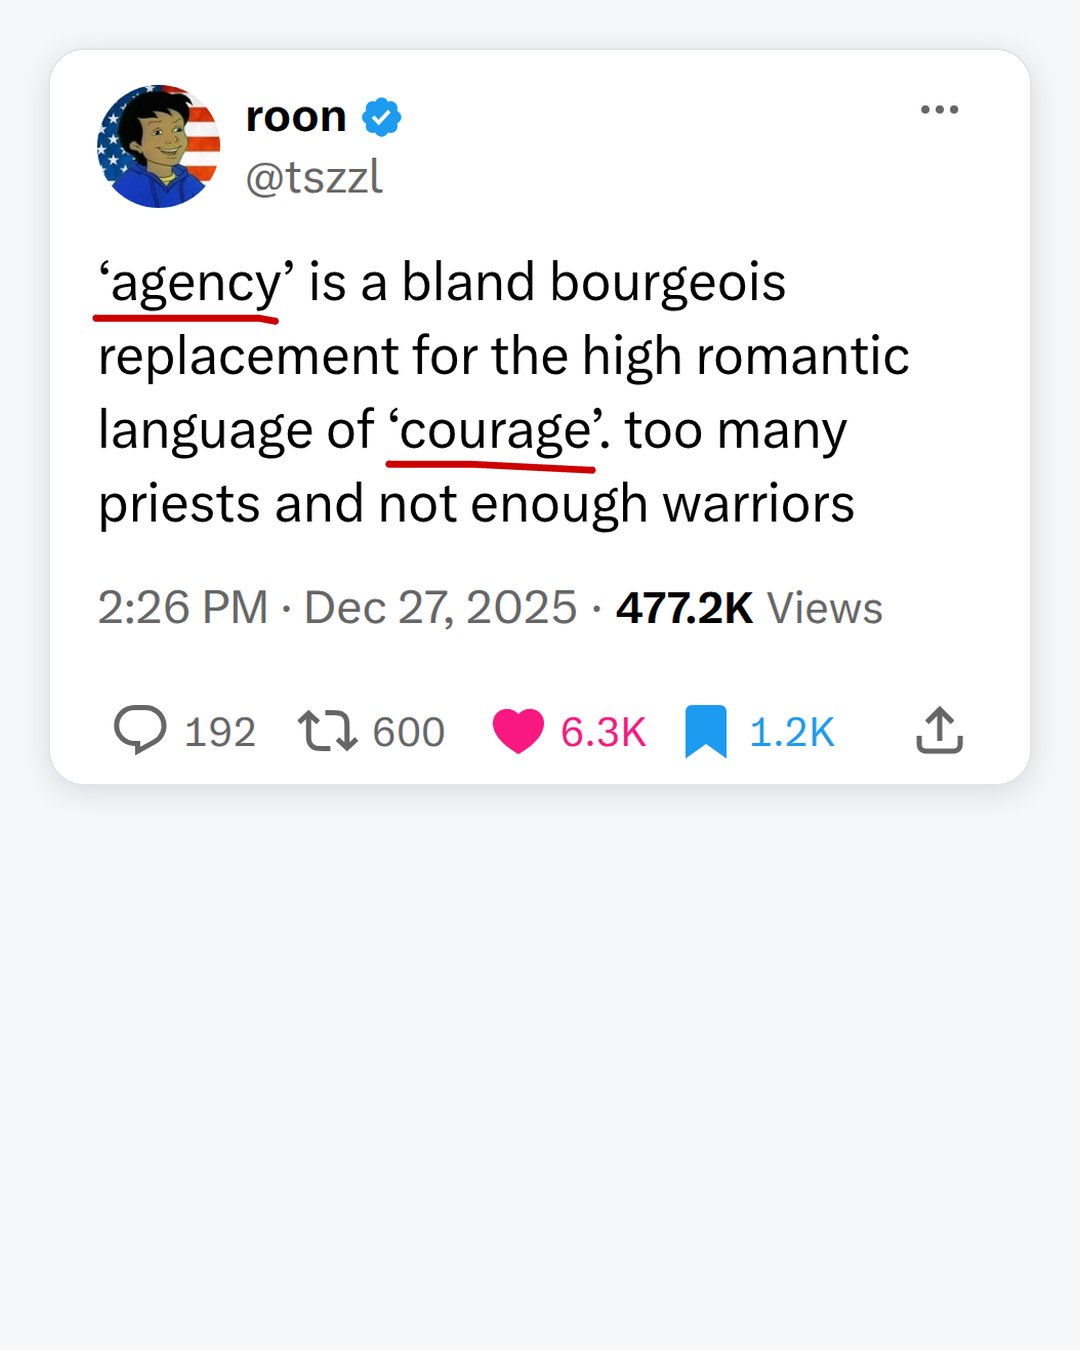 roon
@tszzl
‘agency’ is a bland bourgeois
replacement for the high romantic
language of ‘courage’. too many
priests and not enough warriors
2:26 PM · Dec 27, 2025 · 477.2K Views
192 600 6.3K 1.2K